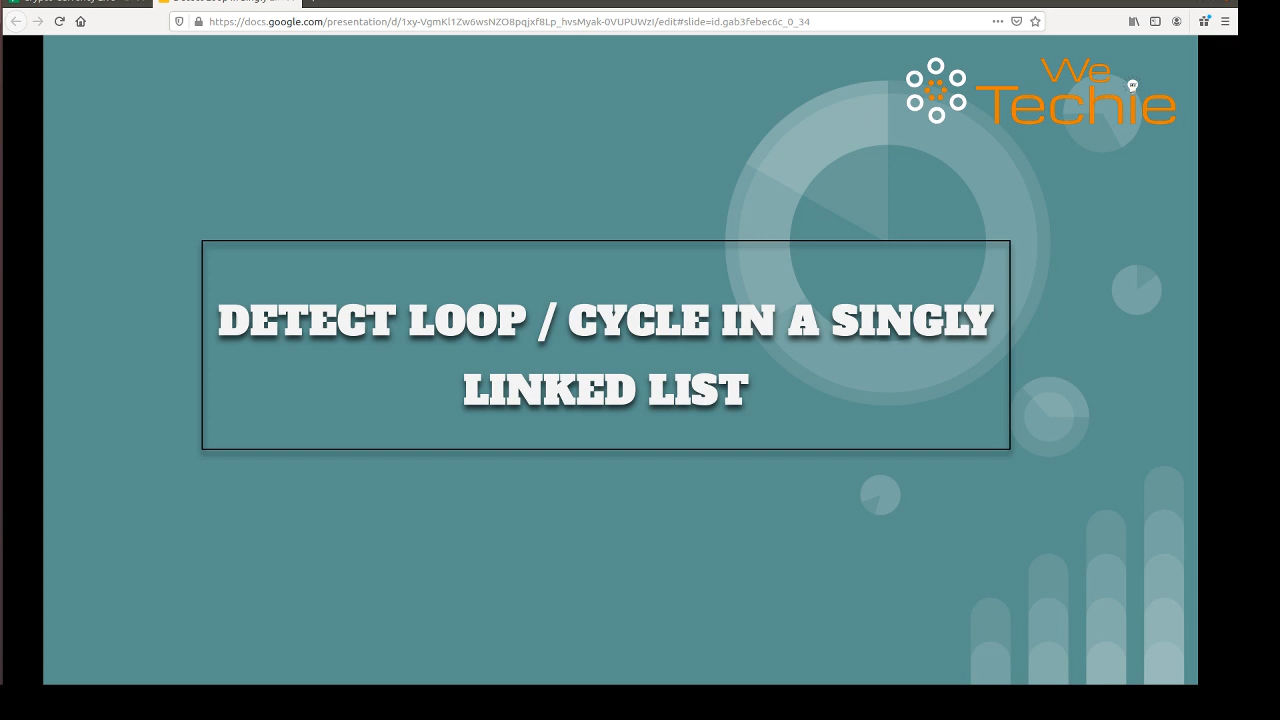 https://docs.google.com/presentation/d/1xy-VgmKl1Zw6wsNZO8pqjxf8Lp_hvsMyak-0VUPUWzI/edit#slide=id.gab3febec6c_0_34
We
Techie
DETECT LOOP / CYCLE IN A SINGLY
LINKED LIST